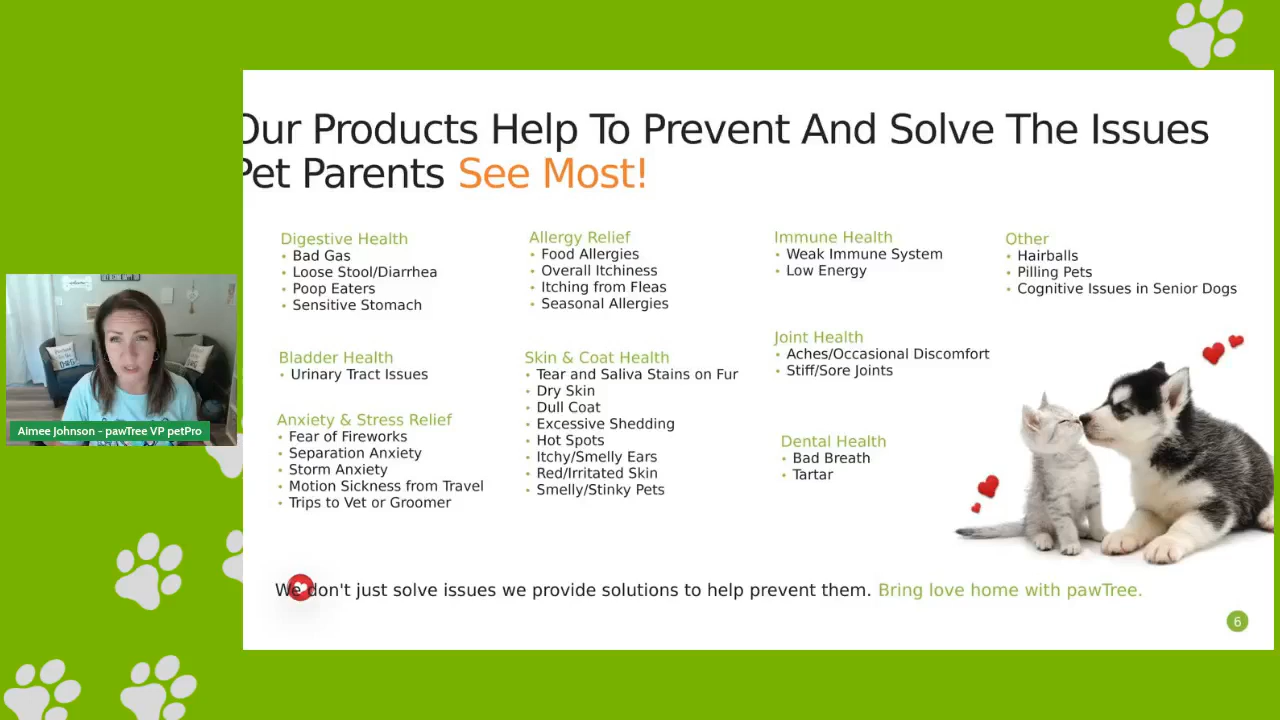 Our Products Help To Prevent And Solve The Issues
Pet Parents See Most!
Digestive Health
• Bad Gas
• Loose Stool/Diarrhea
• Poop Eaters
• Sensitive Stomach
Bladder Health
• Urinary Tract Issues
Anxiety & Stress Relief
• Fear of Fireworks
• Separation Anxiety
• Storm Anxiety
• Motion Sickness from Travel
• Trips to Vet or Groomer
Allergy Relief
• Food Allergies
• Overall Itchiness
• Itching from Fleas
• Seasonal Allergies
Skin & Coat Health
• Tear and Saliva Stains on Fur
• Dry Skin
• Dull Coat
• Excessive Shedding
• Hot Spots
• Itchy/Smelly Ears
• Red/Irritated Skin
• Smelly/Stinky Pets
Immune Health
• Weak Immune System
• Low Energy
Joint Health
• Aches/Occasional Discomfort
• Stiff/Sore Joints
Dental Health
• Bad Breath
• Tartar
Other
• Hairballs
• Pilling Pets
• Cognitive Issues in Senior Dogs
We don't just solve issues we provide solutions to help prevent them. Bring love home with pawTree.
6
Aimee Johnson - pawTree VP petPro